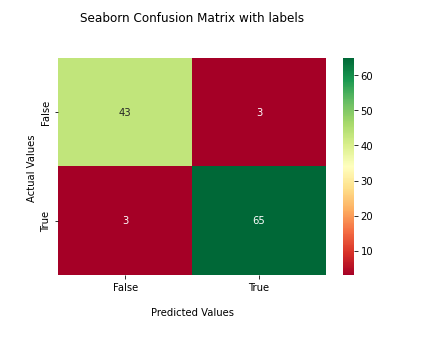 Seaborn Confusion Matrix with labels
Actual Values
False
True
43
3
3
65
False
True
Predicted Values
60
50
40
30
20
10